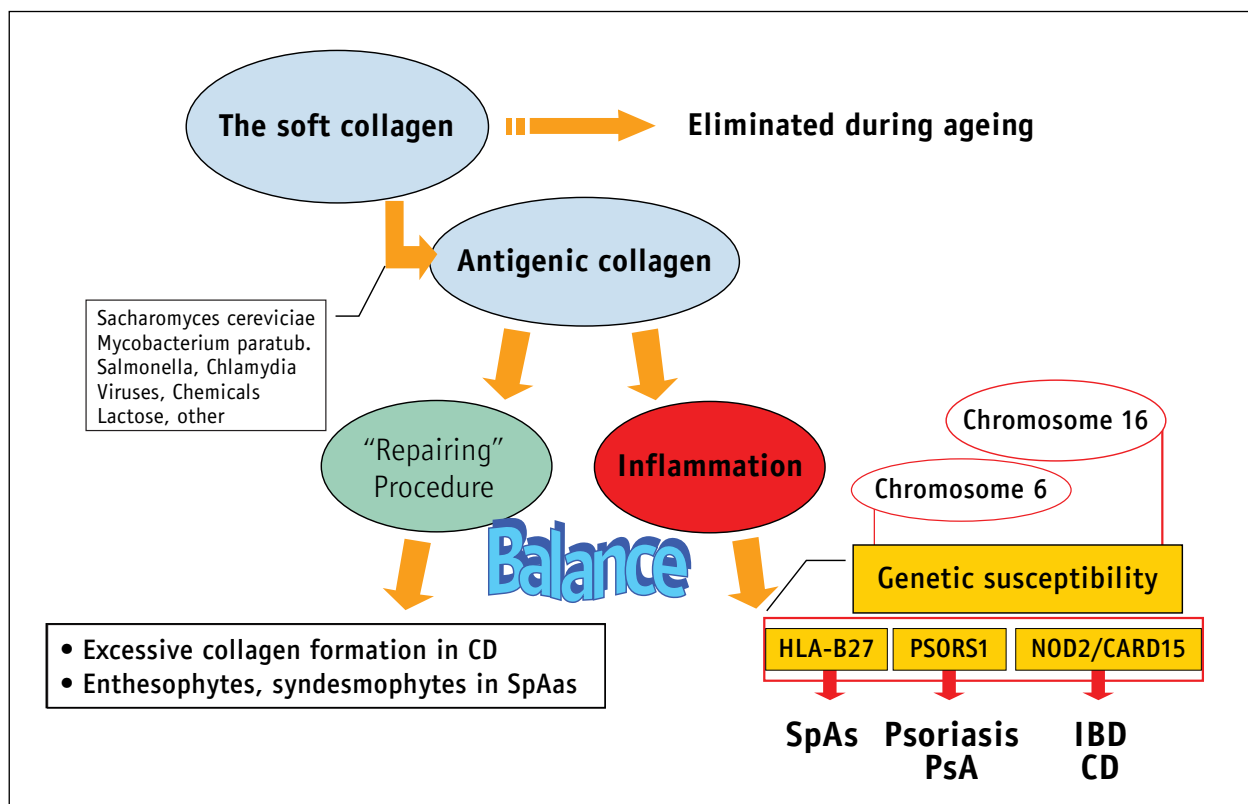 The soft collagen
Eliminated during ageing
Antigenic collagen
Sacharomyces cereviciae
Mycobacterium paratub.
Salmonella, Chlamydia
Viruses, Chemicals
Lactose, other
“Repairing”
Procedure
Inflammation
Balance
Chromosome 16
Chromosome 6
Genetic susceptibility
• Excessive collagen formation in CD
• Enthesophytes, syndesmophytes in SpAas
HLA-B27
PSORS1
NOD2/CARD15
SpAs
Psoriasis
PsA
IBD
CD